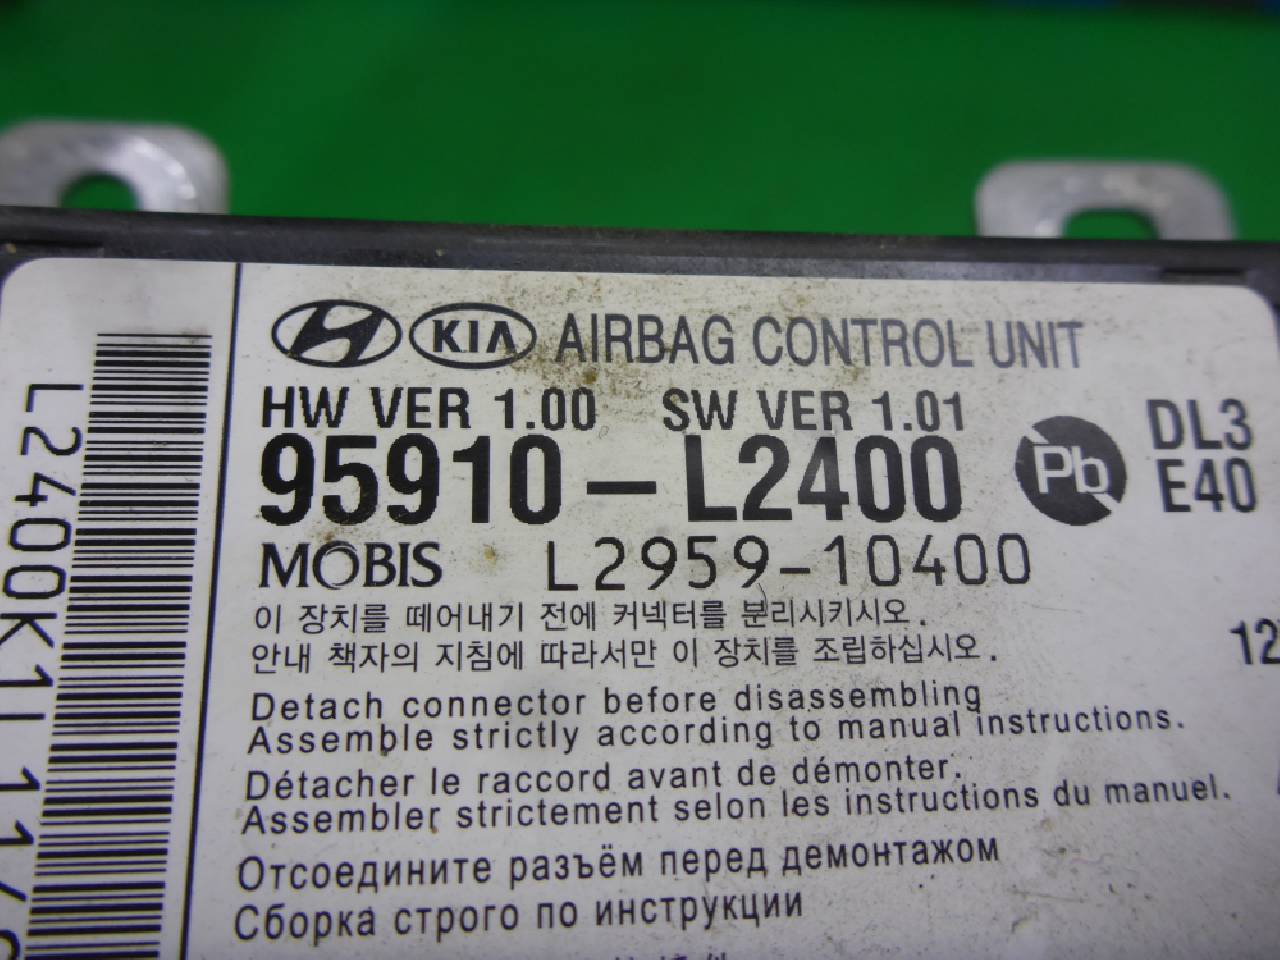 KIA AIRBAG CONTROL UNIT
HW VER 1.00 SW VER 1.01
95910-L2400
Pb
DL3
E40
MOBIS L2959-10400
이 장치를 떼어내기 전에 커넥터를 분리시키시오.
안내 책자의 지침에 따라서만 이 장치를 조립하십시오.
Detach connector before disassembling
Assemble strictly according to manual instructions.
Détacher le raccord avant de démonter.
Assembler strictement selon les instructions du manuel.
Отсоедините разъём перед демонтажом
Сборка строго по инструкции
12